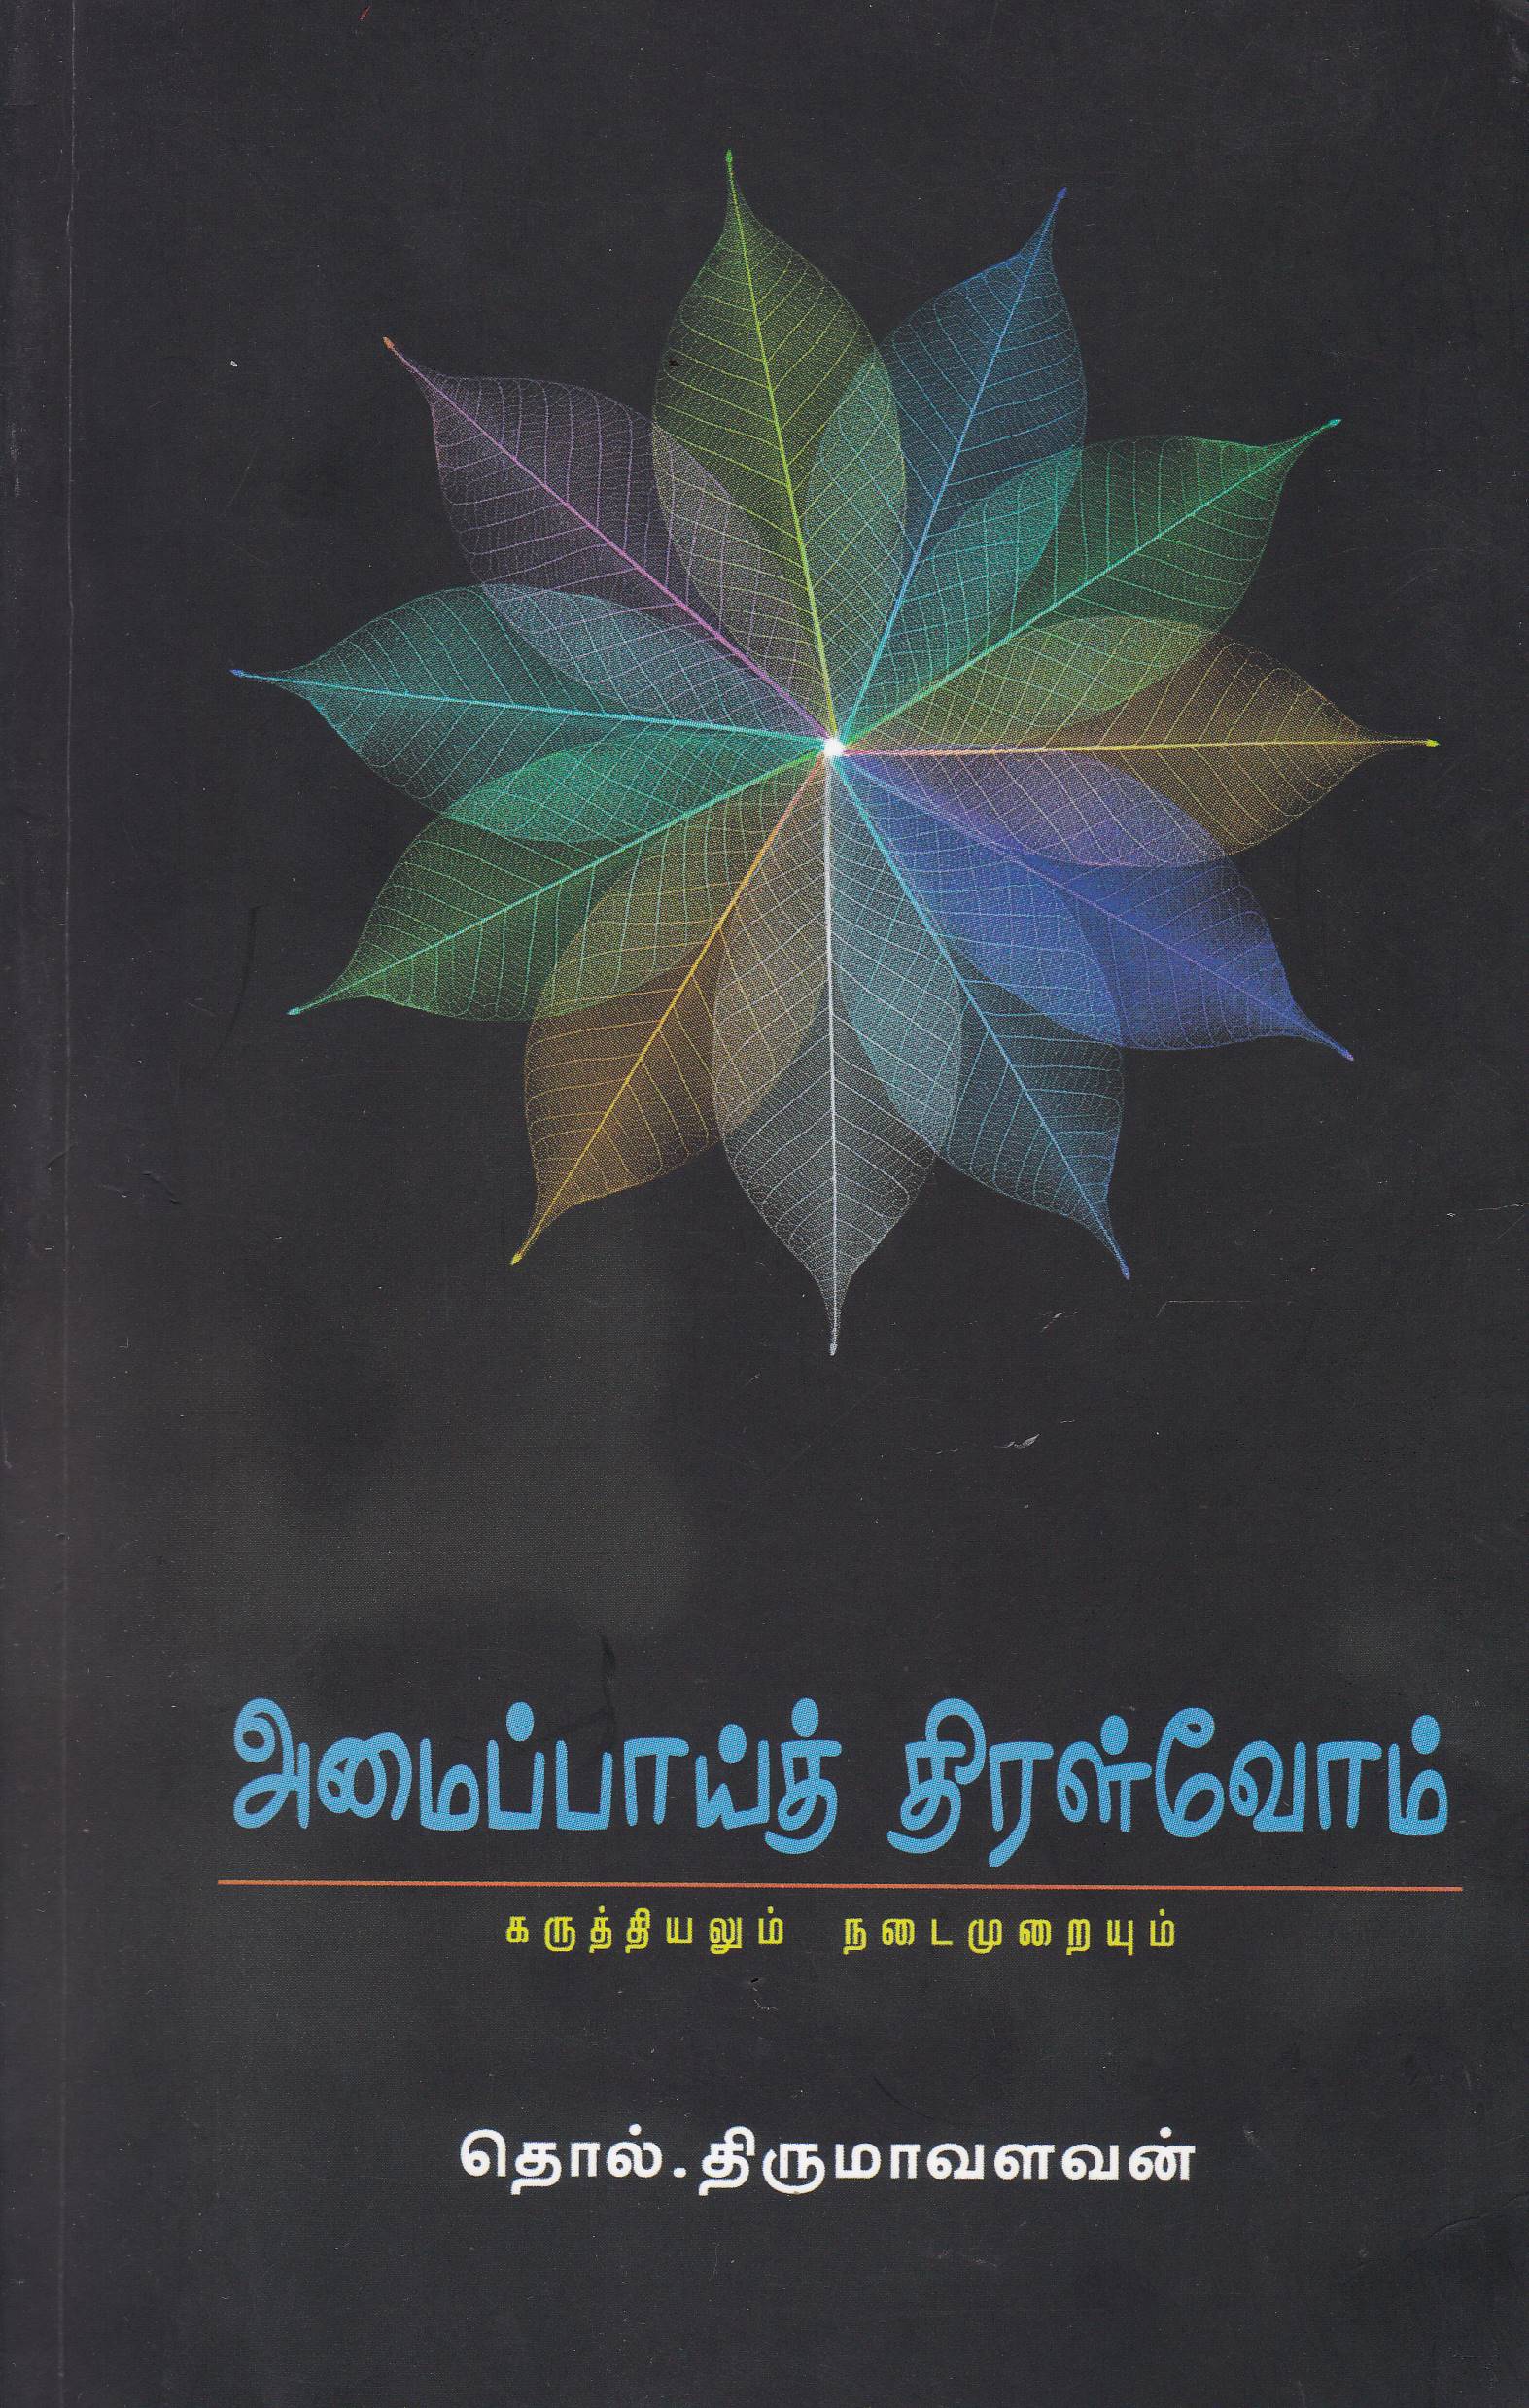 அமைப்பாய்த் திரள்வோம்
கருத்தியலும் நடைமுறையும்
தொல்.திருமாவளவன்